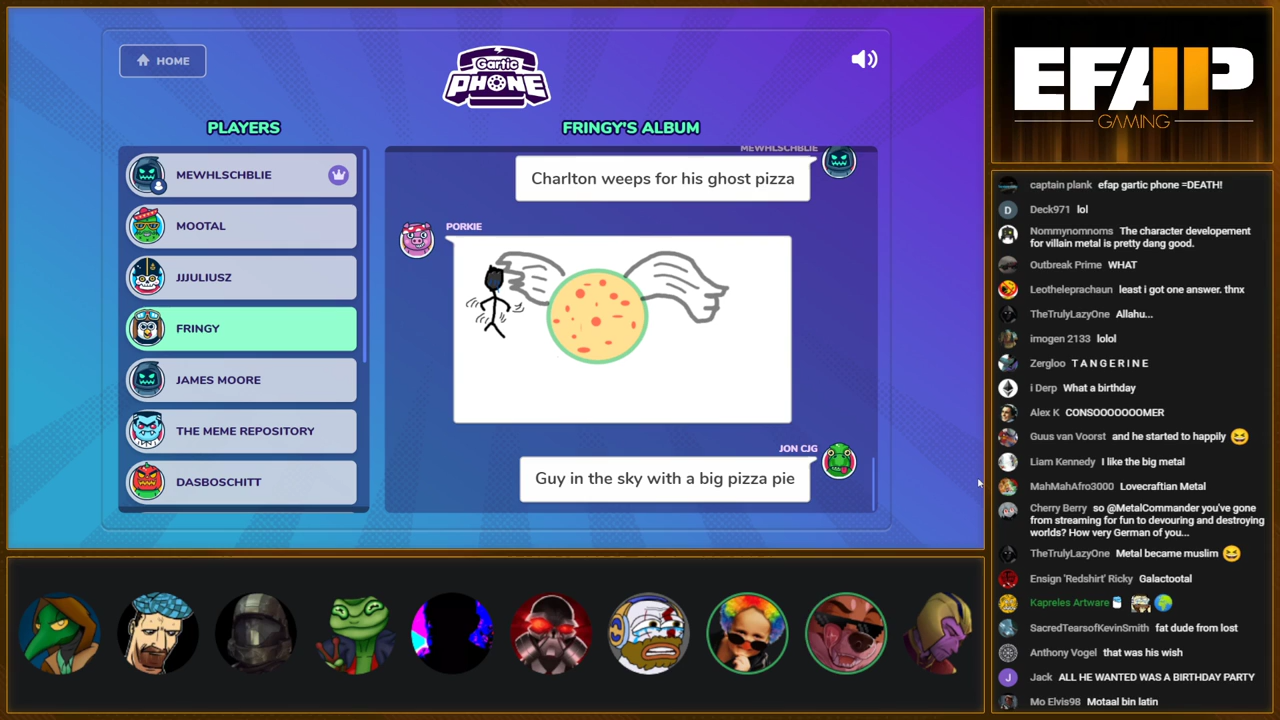 HOME
Gartic
PHONE
PLAYERS
MEWHLSCHBLIE
MOOTAL
JJJULIUSZ
FRINGY
JAMES MOORE
THE MEME REPOSITORY
DASBOSCHITT
FRINGY'S ALBUM
MEWHLSCHBLIE
Charlton weeps for his ghost pizza
PORKIE
JON CJG
Guy in the sky with a big pizza pie
EFAP
GAMING
captain plank efap gartic phone =DEATH!
D Deck971 lol
Nommynomnoms The character developement
for villain metal is pretty dang good.
Outbreak Prime WHAT
Leotheleprachaun least i got one answer. thnx
TheTrulyLazyOne Allahu...
imogen 2133 lolol
Zergloo T A N G E R I N E
i Derp What a birthday
Alex K CONSOOOOOOMER
Guus van Voorst and he started to happily
Liam Kennedy I like the big metal
MahMahAfro3000 Lovecraftian Metal
Cherry Berry so @MetalCommander you've gone
from streaming for fun to devouring and destroying
worlds? How very German of you...
TheTrulyLazyOne Metal became muslim
Ensign 'Redshirt' Ricky Galactootal
Kapreles Artware
SacredTearsofKevinSmith fat dude from lost
Anthony Vogel that was his wish
J Jack ALL HE WANTED WAS A BIRTHDAY PARTY
Mo Elvis98 Motaal bin latin